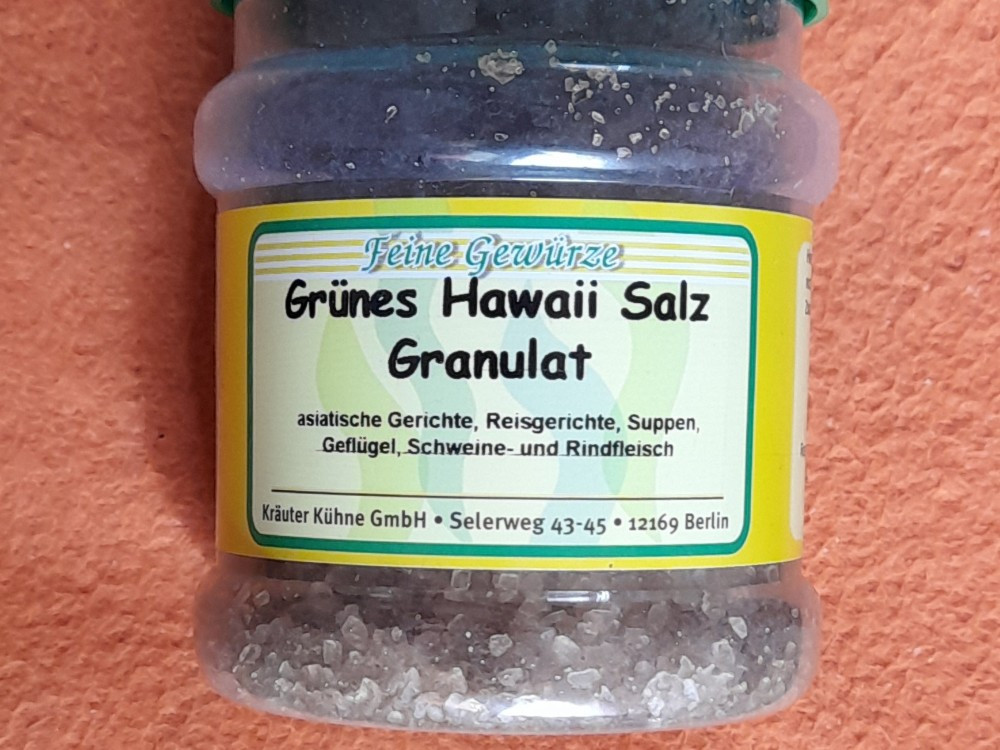 Feine Gewürze
Grünes Hawaii Salz
Granulat
asiatische Gerichte, Reisgerichte, Suppen,
Geflügel, Schweine- und Rindfleisch
Kräuter Kühne GmbH • Selerweg 43-45 • 12169 Berlin